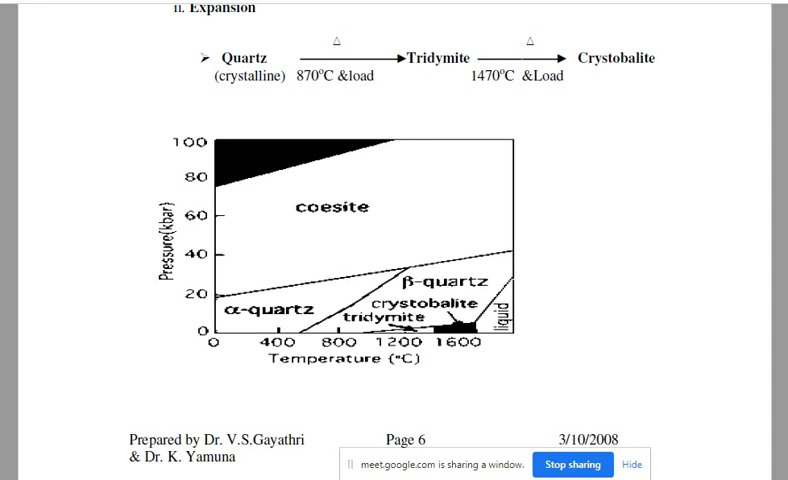 ii. Expansion
△ △
➢ Quartz Tridymite Crystobalite
(crystalline) 870°C &load 1470°C &Load
100
80
60
40
20
0
Pressure(kbar)
coesite
β-quartz
α-quartz
crystobalite
tridymite
liquid
0 400 800 1200 1600
Temperature (°C)
Prepared by Dr. V.S.Gayathri Page 6 3/10/2008
& Dr. K. Yamuna
meet.google.com is sharing a window. Stop sharing Hide